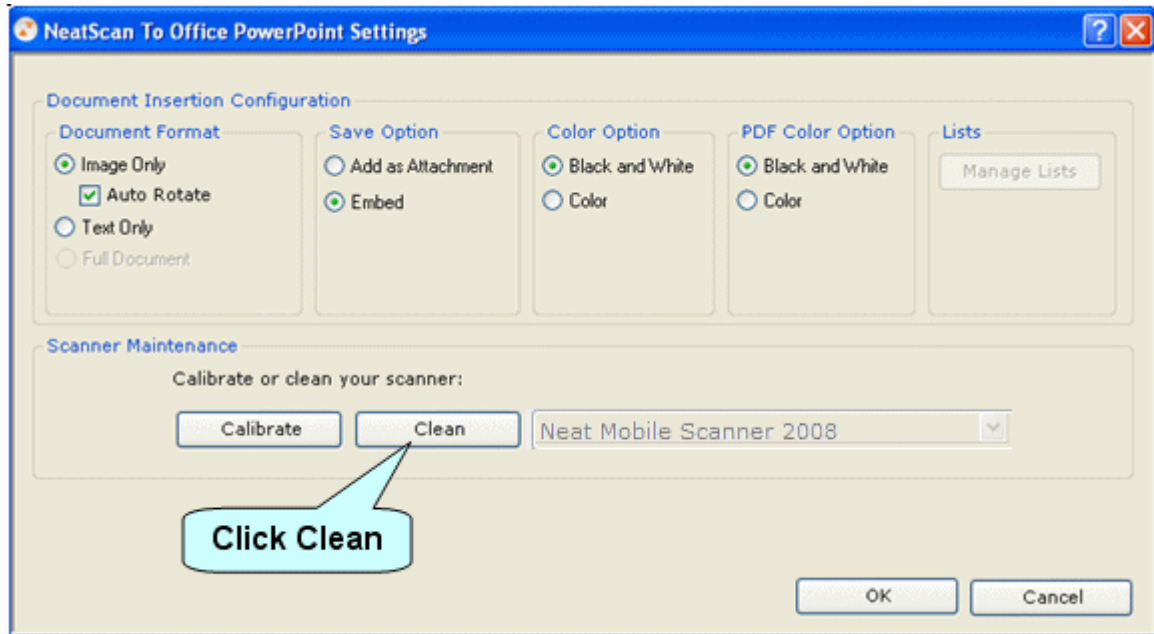 NeatScan To Office PowerPoint Settings
Document Insertion Configuration
Document Format
Image Only
Auto Rotate
Text Only
Full Document
Save Option
Add as Attachment
Embed
Color Option
Black and White
Color
PDF Color Option
Black and White
Color
Lists
Manage Lists
Scanner Maintenance
Calibrate or clean your scanner:
Calibrate
Clean
Neat Mobile Scanner 2008
Click Clean
OK
Cancel